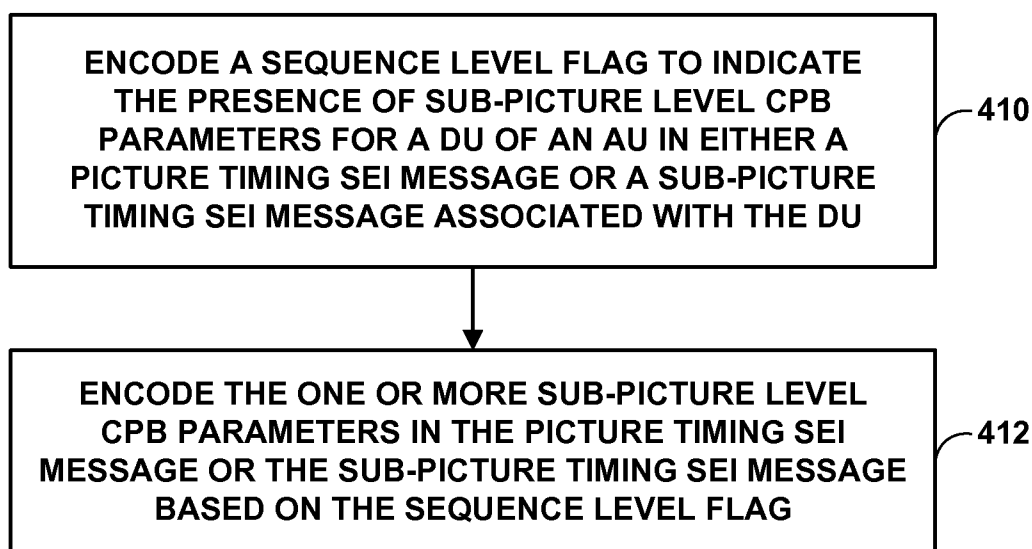 ENCODE A SEQUENCE LEVEL FLAG TO INDICATE
THE PRESENCE OF SUB-PICTURE LEVEL CPB
PARAMETERS FOR A DU OF AN AU IN EITHER A
PICTURE TIMING SEI MESSAGE OR A SUB-PICTURE
TIMING SEI MESSAGE ASSOCIATED WITH THE DU
410
ENCODE THE ONE OR MORE SUB-PICTURE LEVEL
CPB PARAMETERS IN THE PICTURE TIMING SEI
MESSAGE OR THE SUB-PICTURE TIMING SEI MESSAGE
BASED ON THE SEQUENCE LEVEL FLAG
412